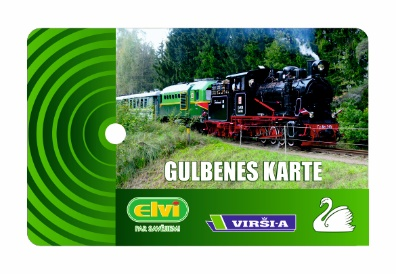 GULBENES KARTE
elvi
PAR SAVĒJIEM!
VIRŠI-A